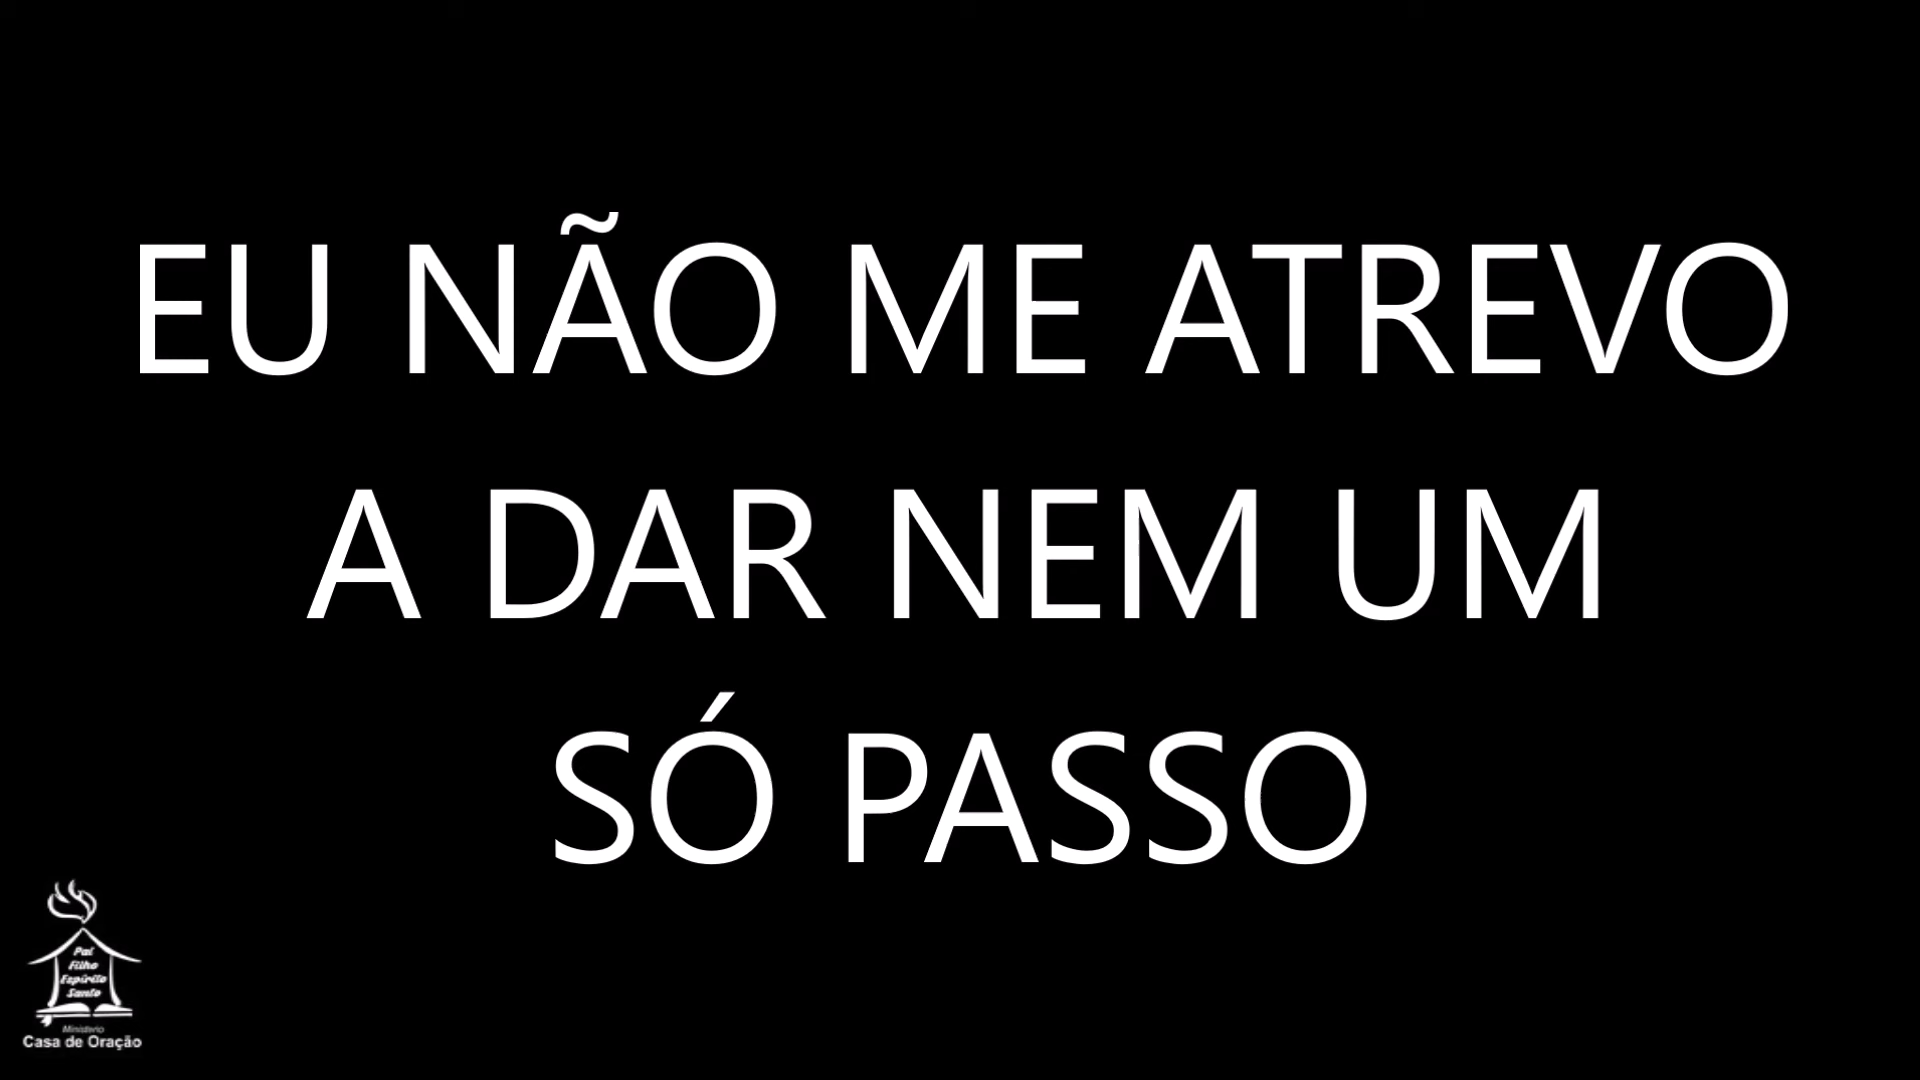 EU NÃO ME ATREVO
A DAR NEM UM
SÓ PASSO
Pai
Filho
Espírito
Santo
Ministério
Casa de Oração